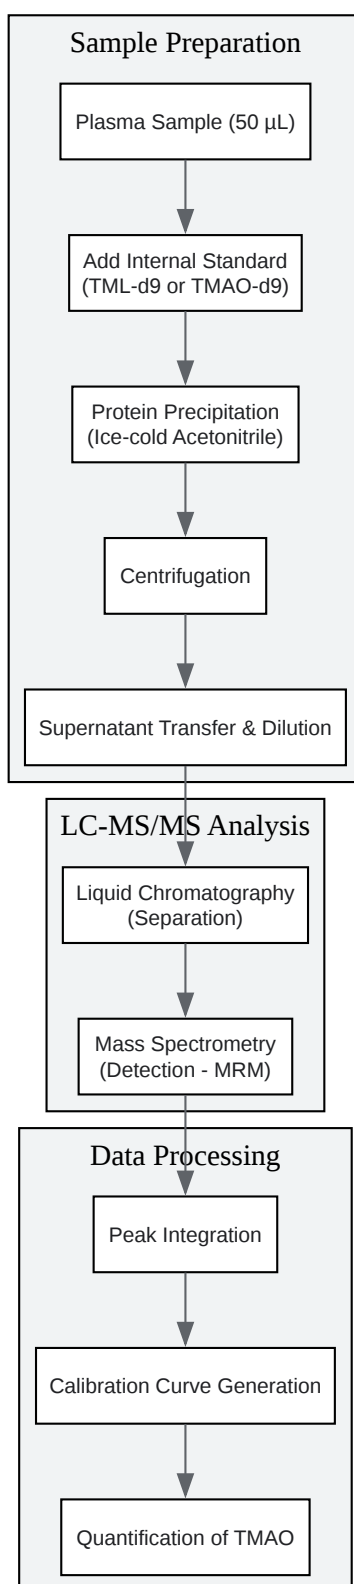 Sample Preparation
Plasma Sample (50 µL)
Add Internal Standard
(TML-d9 or TMAO-d9)
Protein Precipitation
(Ice-cold Acetonitrile)
Centrifugation
Supernatant Transfer & Dilution
LC-MS/MS Analysis
Liquid Chromatography
(Separation)
Mass Spectrometry
(Detection - MRM)
Data Processing
Peak Integration
Calibration Curve Generation
Quantification of TMAO